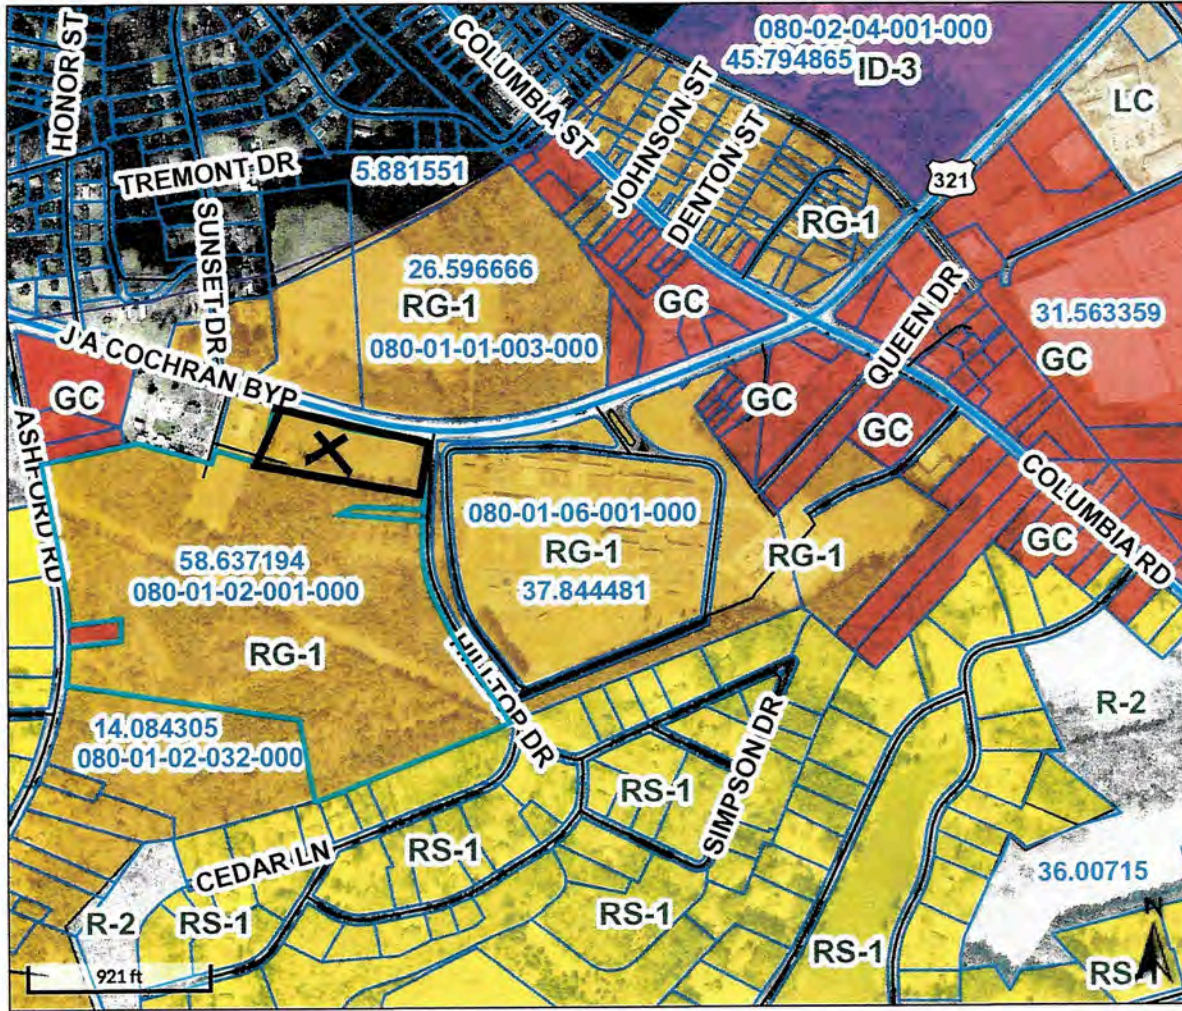 HONOR ST
COLUMBIA ST
080-02-04-001-000
45.794865
ID-3
LC
JOHNSON ST
DENTON ST
TREMONT DR
5.881551
321
SUNSET DR
RG-1
26.596666
RG-1
080-01-01-003-000
GC
QUEEN DR
31.563359
GC
J A COCHRAN BYP
GC
GC
GC
ASHFORD RD
X
COLUMBIA RD
080-01-06-001-000
RG-1
37.844481
RG-1
GC
58.637194
080-01-02-001-000
RG-1
HILLTOP DR
14.084305
080-01-02-032-000
SIMPSON DR
R-2
RS-1
CEDAR LN
RS-1
36.00715
R-2
RS-1
RS-1
RS-1
N
RS-1
921 ft